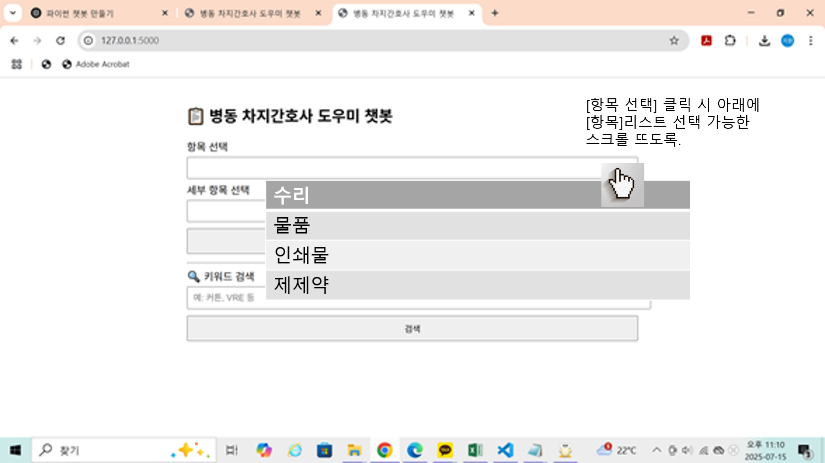 파이썬 챗봇 만들기
병동 차지간호사 도우미 챗봇
병동 차지간호사 도우미 챗봇
127.0.0.1:5000
Adobe Acrobat
[항목 선택] 클릭 시 아래에
[항목]리스트 선택 가능한
스크롤 뜨도록.
병동 차지간호사 도우미 챗봇
항목 선택
세부 항목 선택
수리
물품
인쇄물
제제약
키워드 검색
예: 커튼, VRE 등
검색
찾기
22°C
오후 11:10
2025-07-15